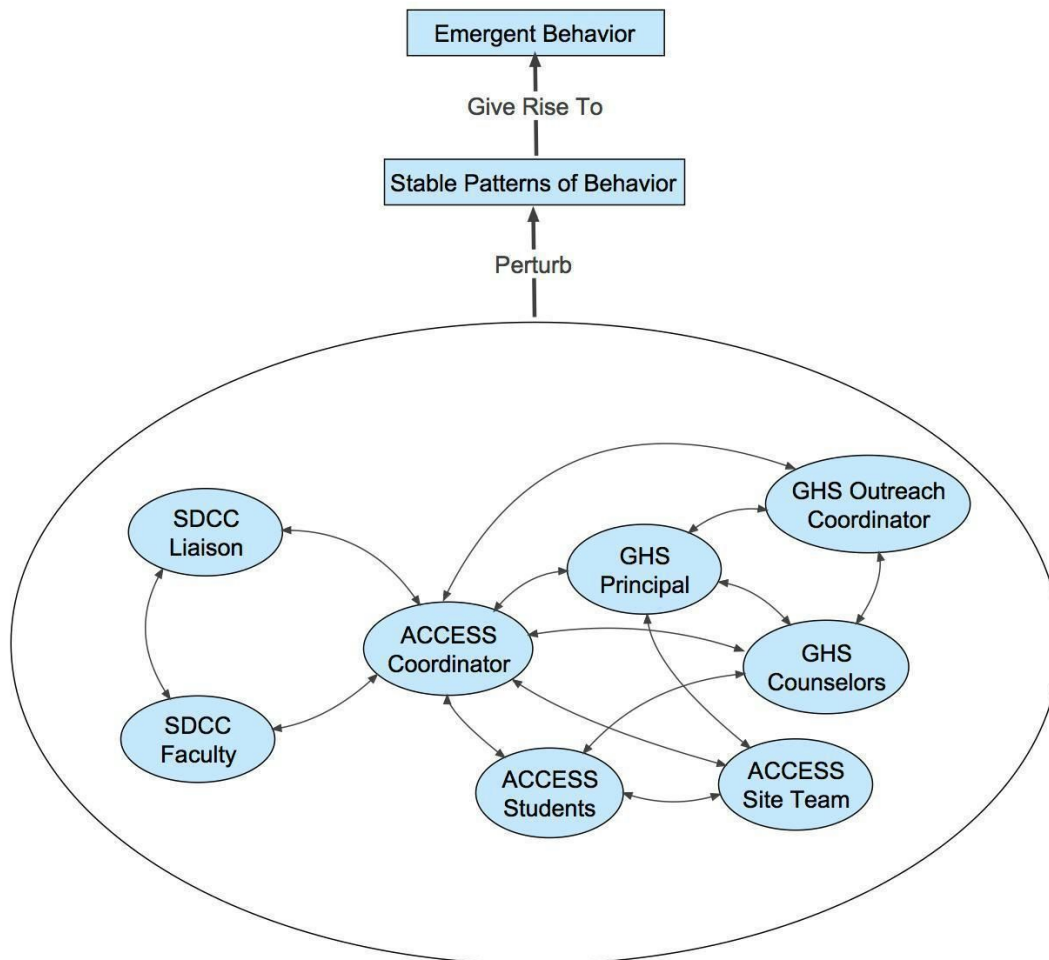 Emergent Behavior
Give Rise To
Stable Patterns of Behavior
Perturb
GHS Outreach
Coordinator
SDCC
Liaison
GHS
Principal
ACCESS
Coordinator
GHS
Counselors
SDCC
Faculty
ACCESS
Students
ACCESS
Site Team